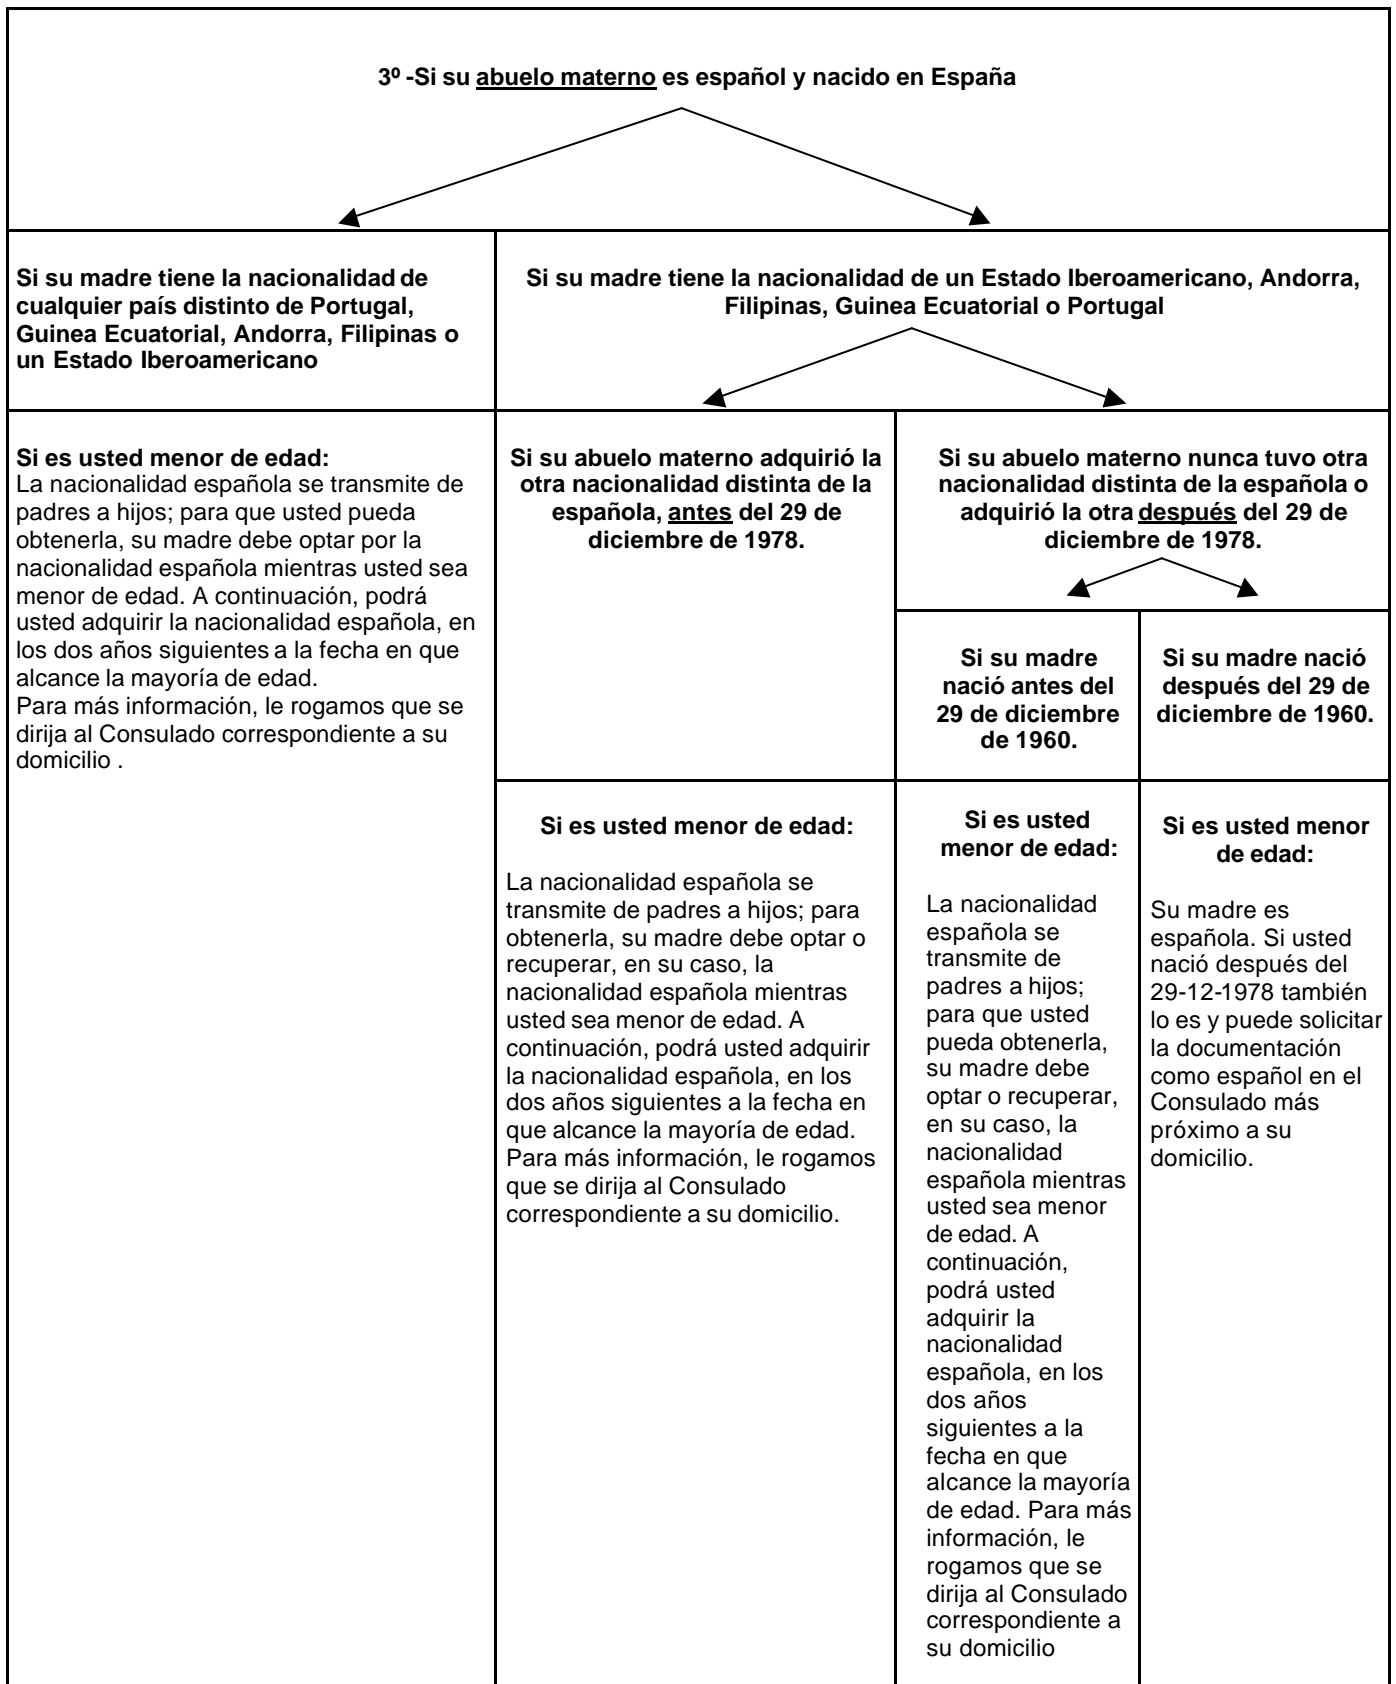 3º -Si su abuelo materno es español y nacido en España
Si su madre tiene la nacionalidad de
cualquier país distinto de Portugal,
Guinea Ecuatorial, Andorra, Filipinas o
un Estado Iberoamericano
Si su madre tiene la nacionalidad de un Estado Iberoamericano, Andorra,
Filipinas, Guinea Ecuatorial o Portugal
Si es usted menor de edad:
La nacionalidad española se transmite de
padres a hijos; para que usted pueda
obtenerla, su madre debe optar por la
nacionalidad española mientras usted sea
menor de edad. A continuación, podrá
usted adquirir la nacionalidad española, en
los dos años siguientes a la fecha en que
alcance la mayoría de edad.
Para más información, le rogamos que se
dirija al Consulado correspondiente a su
domicilio .
Si su abuelo materno adquirió la
otra nacionalidad distinta de la
española, antes del 29 de
diciembre de 1978.
Si su abuelo materno nunca tuvo otra
nacionalidad distinta de la española o
adquirió la otra después del 29 de
diciembre de 1978.
Si su madre
nació antes del
29 de diciembre
de 1960.
Si su madre nació
después del 29 de
diciembre de 1960.
Si es usted menor de edad:
La nacionalidad española se
transmite de padres a hijos; para
obtenerla, su madre debe optar o
recuperar, en su caso, la
nacionalidad española mientras
usted sea menor de edad. A
continuación, podrá usted adquirir
la nacionalidad española, en los
dos años siguientes a la fecha en
que alcance la mayoría de edad.
Para más información, le rogamos
que se dirija al Consulado
correspondiente a su domicilio.
Si es usted
menor de edad:
La nacionalidad
española se
transmite de
padres a hijos;
para que usted
pueda obtenerla,
su madre debe
optar o recuperar,
en su caso, la
nacionalidad
española mientras
usted sea menor
de edad. A
continuación,
podrá usted
adquirir la
nacionalidad
española, en los
dos años
siguientes a la
fecha en que
alcance la mayoría
de edad. Para más
información, le
rogamos que se
dirija al Consulado
correspondiente a
su domicilio
Si es usted menor
de edad:
Su madre es
española. Si usted
nació después del
29-12-1978 también
lo es y puede solicitar
la documentación
como español en el
Consulado más
próximo a su
domicilio.